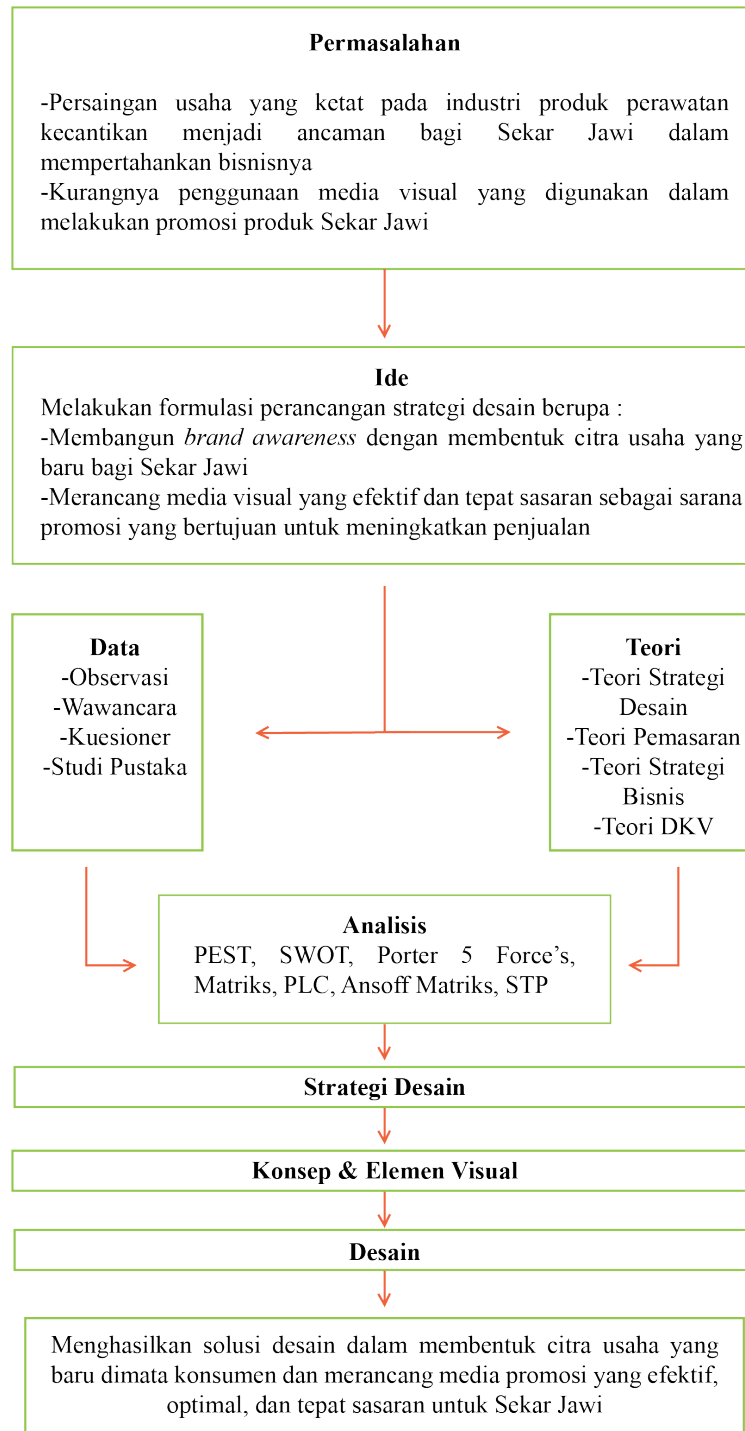 Permasalahan
-Persaingan usaha yang ketat pada industri produk perawatan
kecantikan menjadi ancaman bagi Sekar Jawi dalam
mempertahankan bisnisnya
-Kurangnya penggunaan media visual yang digunakan dalam
melakukan promosi produk Sekar Jawi
Ide
Melakukan formulasi perancangan strategi desain berupa :
-Membangun brand awareness dengan membentuk citra usaha yang
baru bagi Sekar Jawi
-Merancang media visual yang efektif dan tepat sasaran sebagai sarana
promosi yang bertujuan untuk meningkatkan penjualan
Data
-Observasi
-Wawancara
-Kuesioner
-Studi Pustaka
Teori
-Teori Strategi
Desain
-Teori Pemasaran
-Teori Strategi
Bisnis
-Teori DKV
Analisis
PEST, SWOT, Porter 5 Force's,
Matriks, PLC, Ansoff Matriks, STP
Strategi Desain
Konsep & Elemen Visual
Desain
Menghasilkan solusi desain dalam membentuk citra usaha yang
baru dimata konsumen dan merancang media promosi yang efektif,
optimal, dan tepat sasaran untuk Sekar Jawi